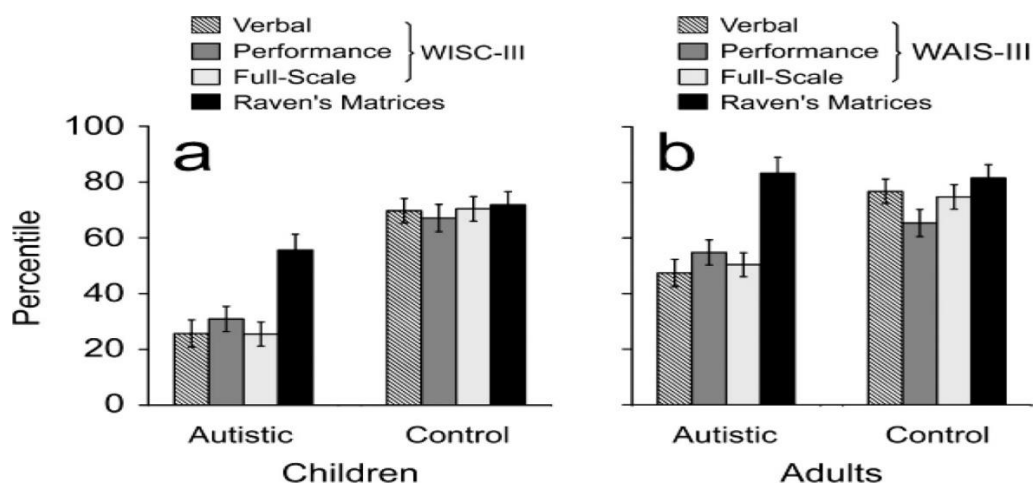 Verbal
Performance
Full-Scale
WISC-III
Raven's Matrices
Verbal
Performance
Full-Scale
WAIS-III
Raven's Matrices
Percentile
100
80
60
40
20
0
a
b
Autistic Control
Children
Autistic Control
Adults